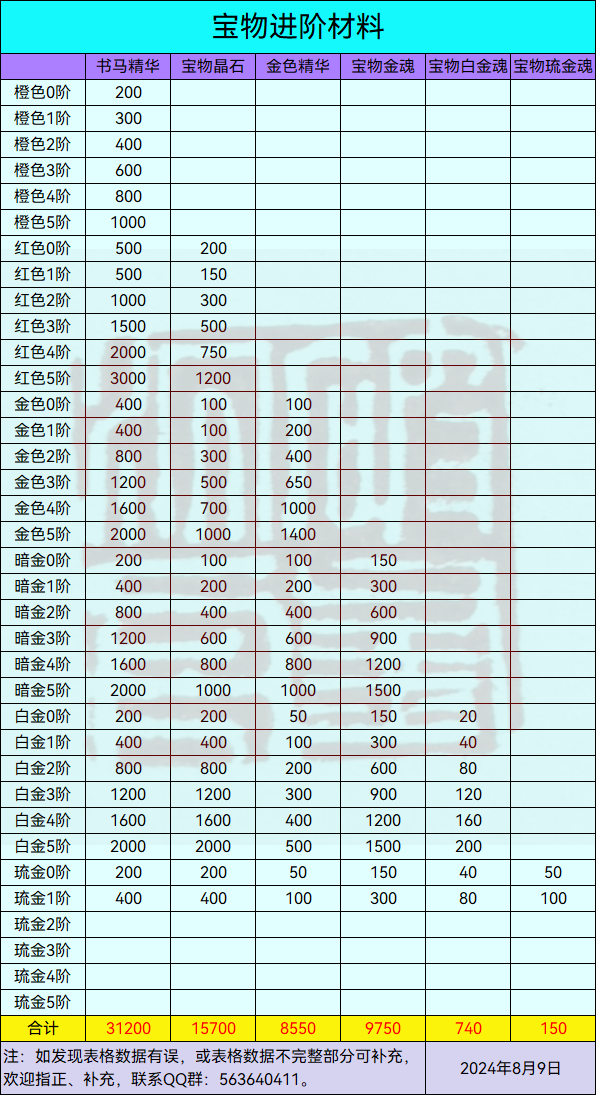 宝物进阶材料
书马精华 宝物晶石 金色精华 宝物金魂 宝物白金魂 宝物琉金魂
橙色0阶 200
橙色1阶 300
橙色2阶 400
橙色3阶 600
橙色4阶 800
橙色5阶 1000
红色0阶 500 200
红色1阶 500 150
红色2阶 1000 300
红色3阶 1500 500
红色4阶 2000 750
红色5阶 3000 1200
金色0阶 400 100 100
金色1阶 400 100 200
金色2阶 800 300 400
金色3阶 1200 500 650
金色4阶 1600 700 1000
金色5阶 2000 1000 1400
暗金0阶 200 100 100 150
暗金1阶 400 200 200 300
暗金2阶 800 400 400 600
暗金3阶 1200 600 600 900
暗金4阶 1600 800 800 1200
暗金5阶 2000 1000 1000 1500
白金0阶 200 200 50 150 20
白金1阶 400 400 100 300 40
白金2阶 800 800 200 600 80
白金3阶 1200 1200 300 900 120
白金4阶 1600 1600 400 1200 160
白金5阶 2000 2000 500 1500 200
琉金0阶 200 200 50 150 40 50
琉金1阶 400 400 100 300 80 100
琉金2阶
琉金3阶
琉金4阶
琉金5阶
合计 31200 15700 8550 9750 740 150
注：如发现表格数据有误，或表格数据不完整部分可补充，
欢迎指正、补充，联系QQ群：563640411。
2024年8月9日